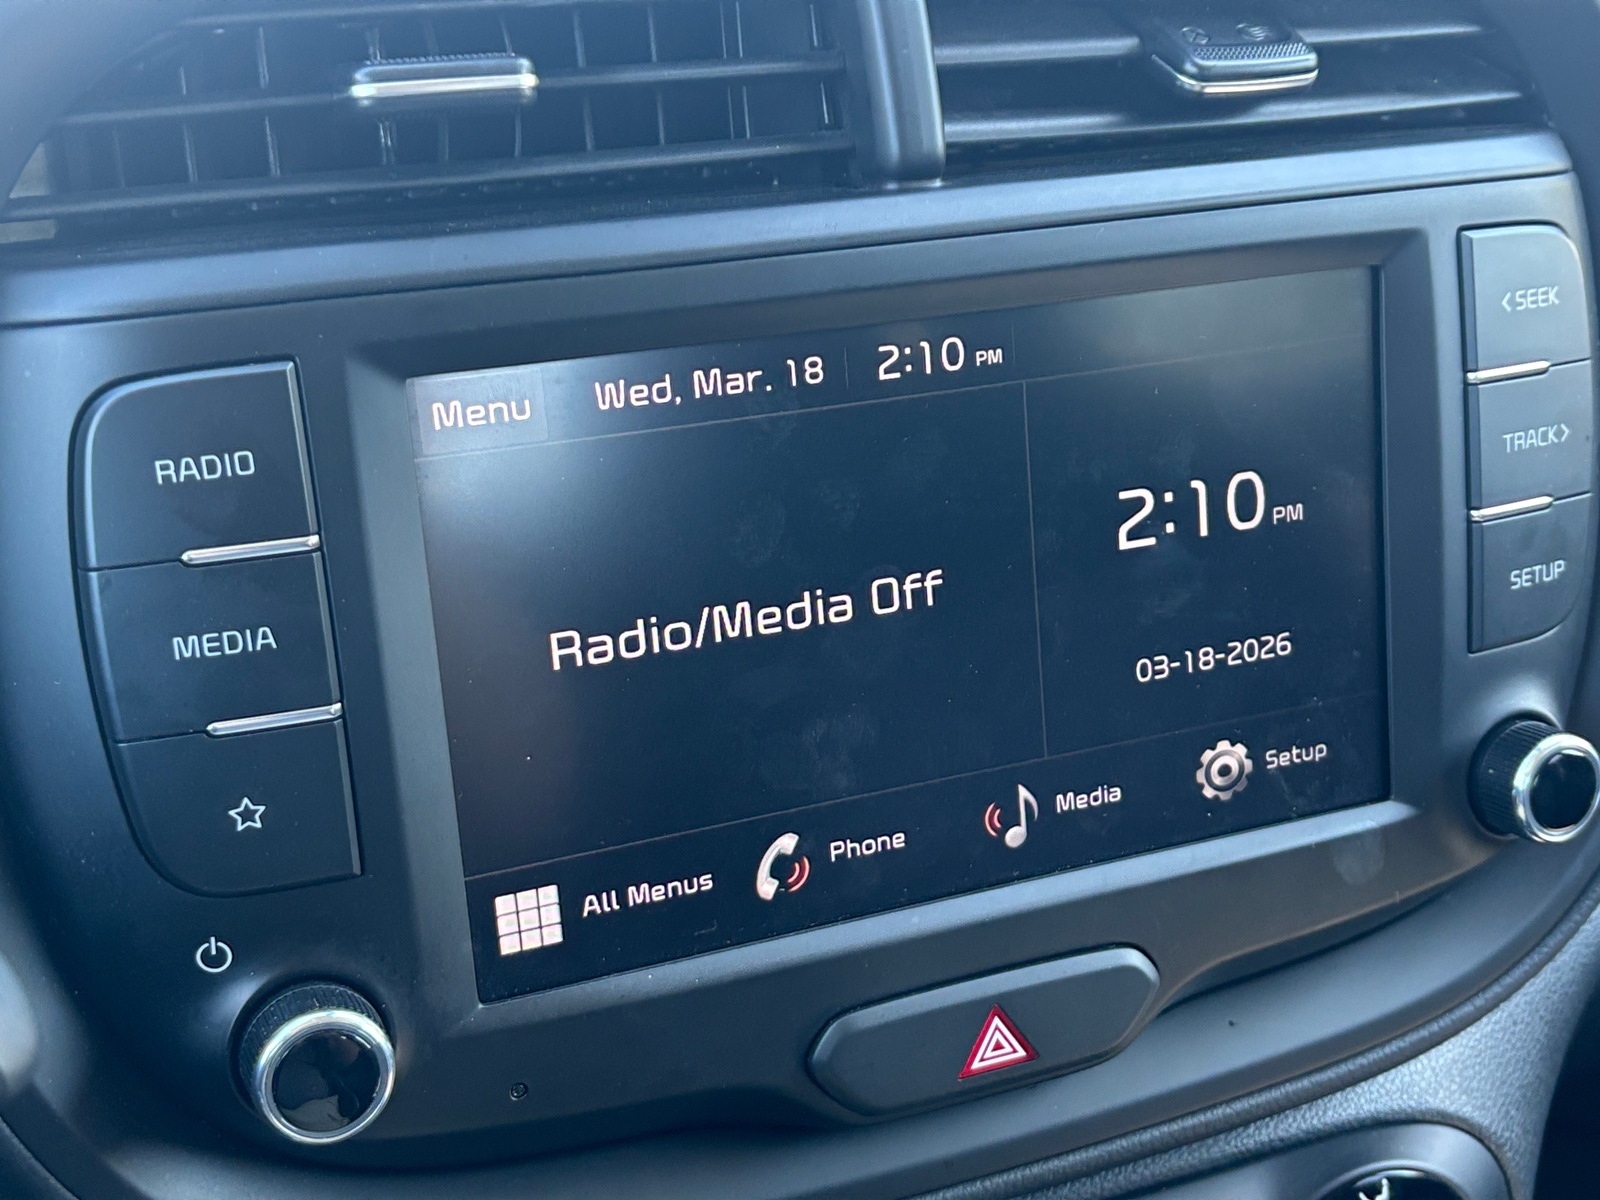 <SEEK
TRACK>
SETUP
RADIO
MEDIA
Menu
Wed, Mar. 18
2:10 PM
Radio/Media Off
2:10 PM
03-18-2026
All Menus
Phone
Media
Setup